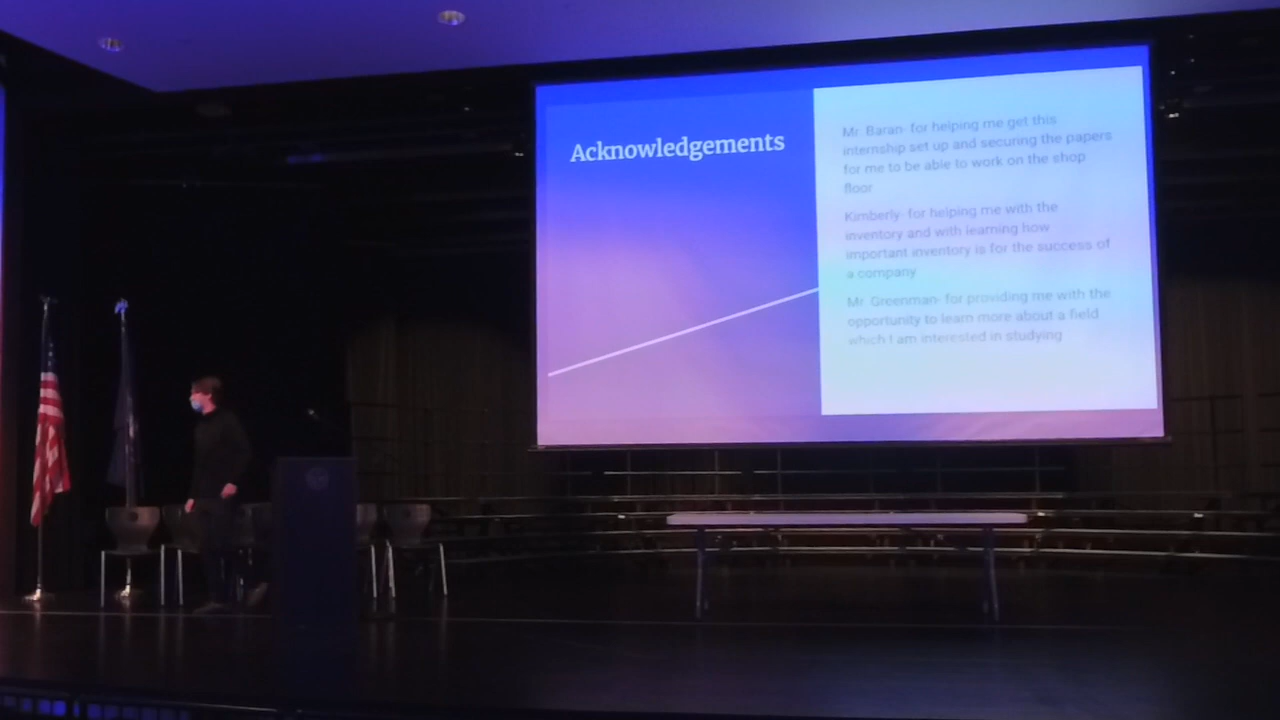 Acknowledgements
Mr. Baran- for helping me get this
internship set up and securing the papers
for me to be able to work on the shop
floor
Kimberly- for helping me with the
inventory and with learning how
important inventory is for the success of
a company
Mr. Greenman- for providing me with the
opportunity to learn more about a field
which I am interested in studying